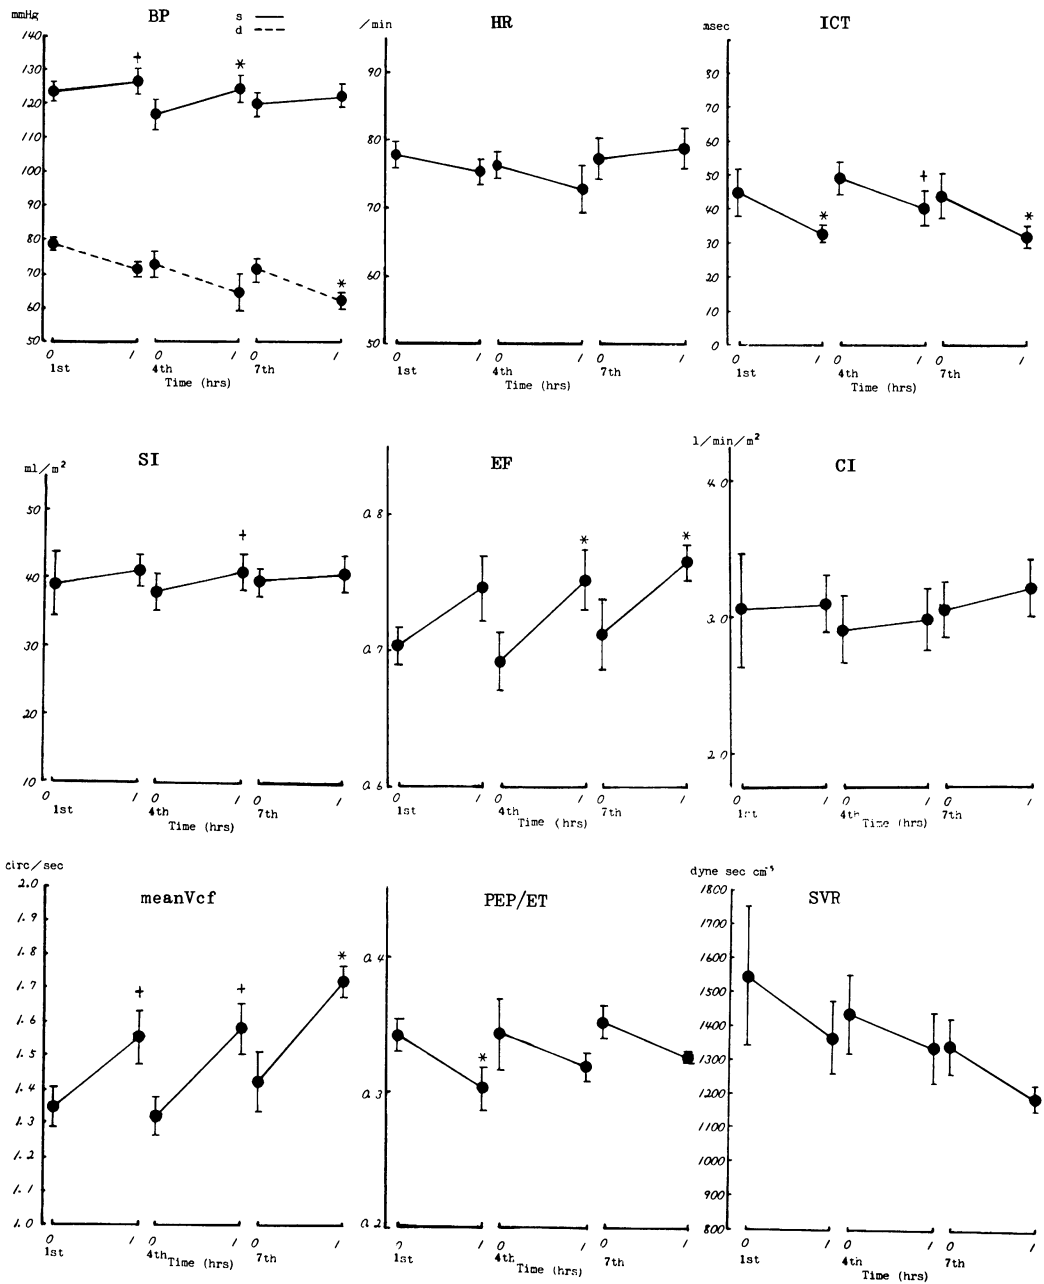 mmHg BP s
d
140
130 + *
120
110
100
90
80
70 *
60
50
0 1 0 1 0 1
1st 4th 7th
Time (hrs)
/min HR
90
80
70
60
50
0 1 0 1 0 1
1st 4th 7th
Time (hrs)
msec ICT
80
70
60
50 +
40 * *
30
20
10
0
0 1 0 1 0 1
1st 4th 7th
Time (hrs)
ml/m² SI
50
+
40
30
20
10
0 1 0 1 0 1
1st 4th 7th
Time (hrs)
EF
0.8
* *
0.7
0.6
0 1 0 1 0 1
1st 4th 7th
Time (hrs)
l/min/m² CI
4.0
3.0
2.0
0 1 0 1 0 1
4th 7th
Time (hrs)
circ/sec meanVcf
2.0
1.9
1.8 *
1.7 + +
1.6
1.5
1.4
1.3
1.2
1.1
1.0
0 1 0 1 0 1
1st 4th 7th
Time (hrs)
PEP/ET
0.4
*
0.3
0.2
0 1 0 1 0 1
1st 4th 7th
Time (hrs)
dyne sec cm⁻⁵ SVR
1800
1700
1600
1500
1400
1300
1200
1100
1000
900
800
0 1 0 1 0 1
1st 4th 7th
Time (hrs)